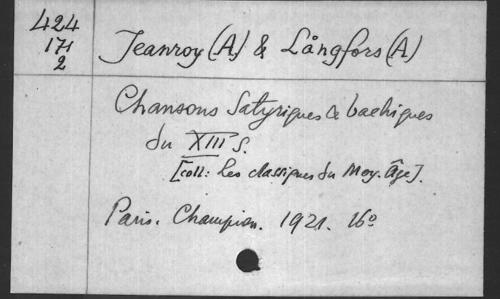 424
171
2
Jeanroy (A) & Långfors (A)
Chansons Satyriques & bachiques
du XIII s.
[coll: Les classiques du Moy. Âge].
Paris. Champion. 1921. 16º